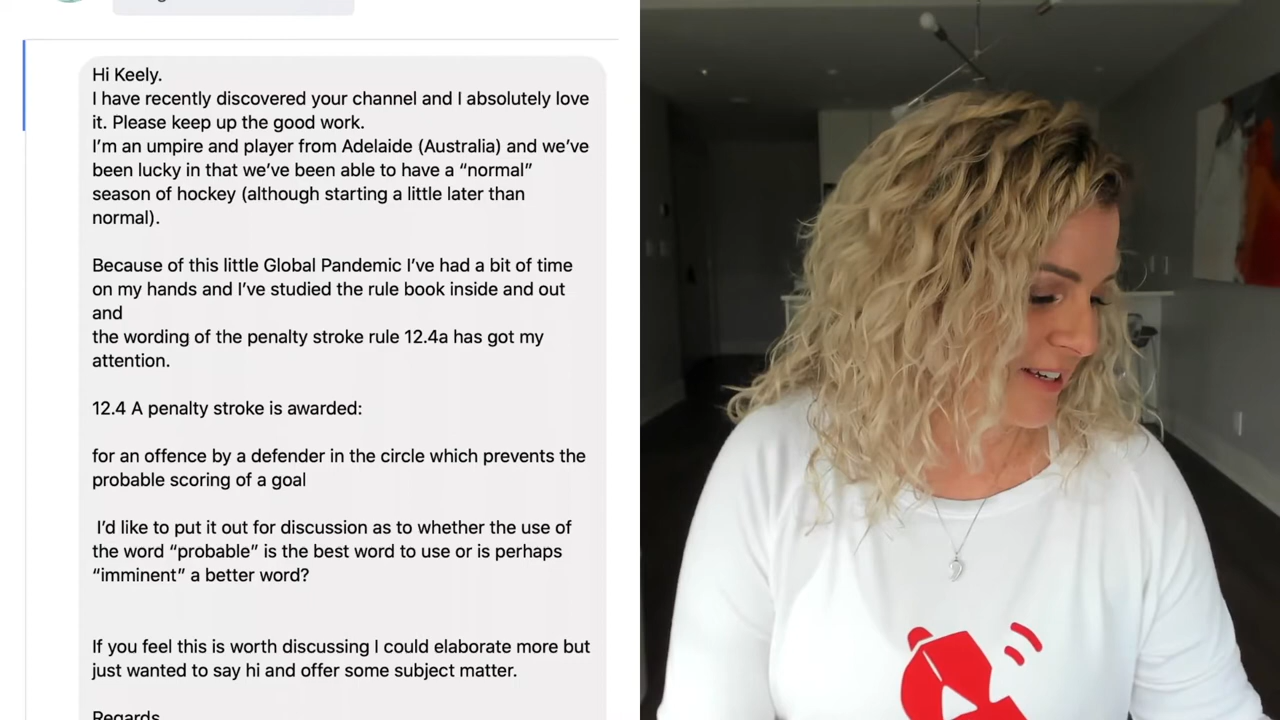 Hi Keely.
I have recently discovered your channel and I absolutely love
it. Please keep up the good work.
I'm an umpire and player from Adelaide (Australia) and we've
been lucky in that we've been able to have a “normal”
season of hockey (although starting a little later than
normal).
Because of this little Global Pandemic I've had a bit of time
on my hands and I've studied the rule book inside and out
and
the wording of the penalty stroke rule 12.4a has got my
attention.
12.4 A penalty stroke is awarded:
for an offence by a defender in the circle which prevents the
probable scoring of a goal
I'd like to put it out for discussion as to whether the use of
the word “probable” is the best word to use or is perhaps
“imminent” a better word?
If you feel this is worth discussing I could elaborate more but
just wanted to say hi and offer some subject matter.
Regards